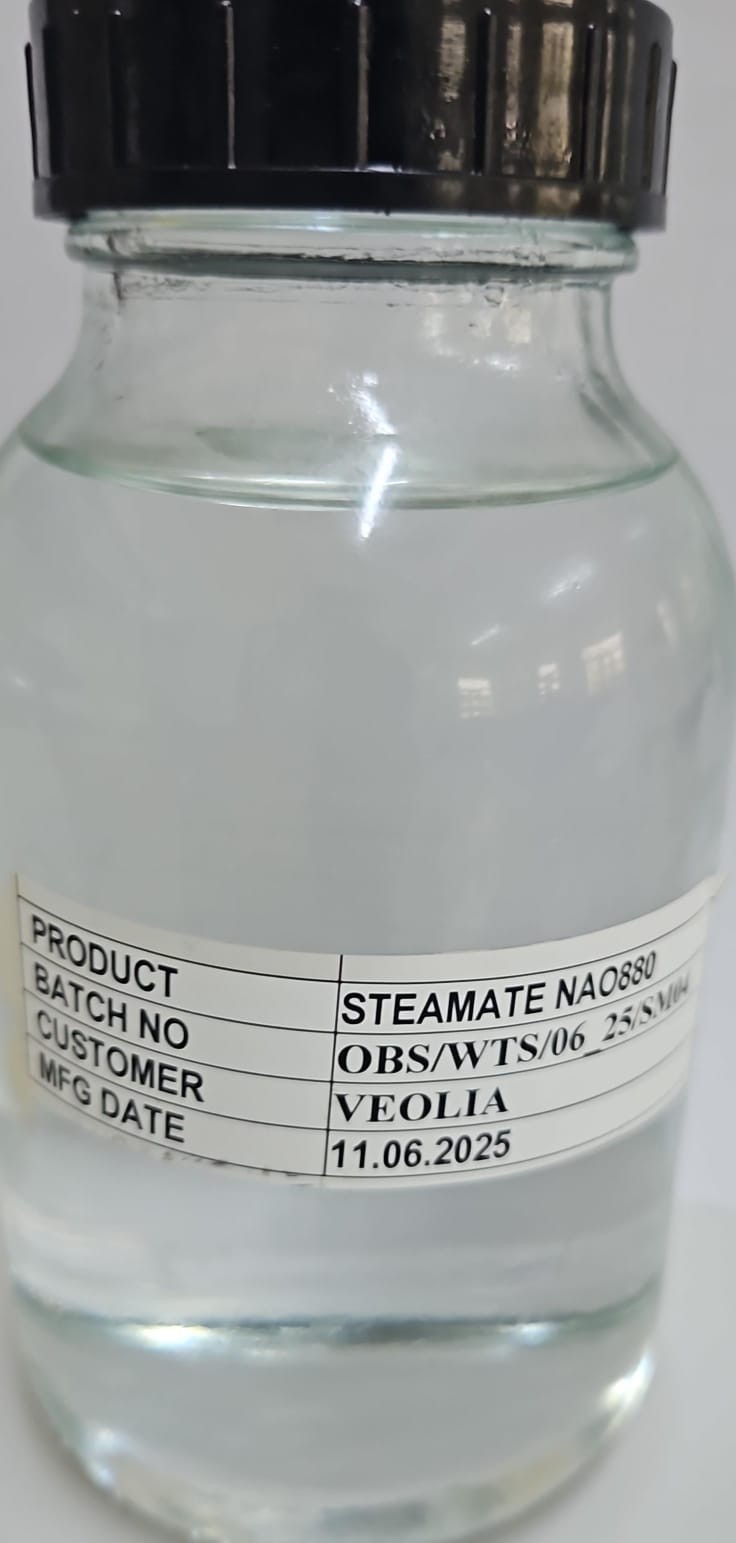 PRODUCT STEAMATE NAO880
BATCH NO OBS/WTS/06_25/SM04
CUSTOMER VEOLIA
MFG DATE 11.06.2025